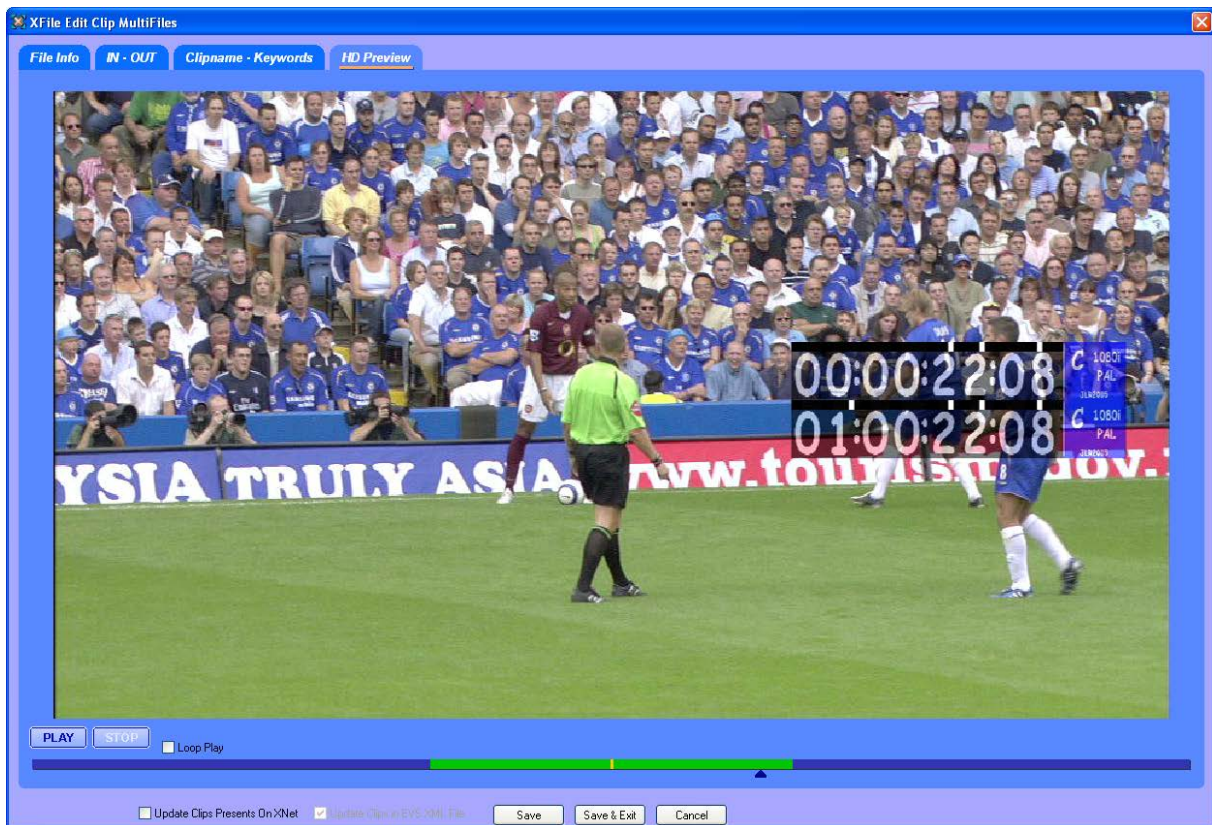 XFile Edit Clip MultiFiles
File Info
IN - OUT
Clipname - Keywords
HD Preview
00:00:22:08
C 1080i
PAL
01:00:22:08
C 1080i
PAL
8
YSIA TRULY ASIA
PLAY
STOP
Loop Play
Update Clips Presents On XNet
Update Clips in EVS XML File
Save
Save & Exit
Cancel